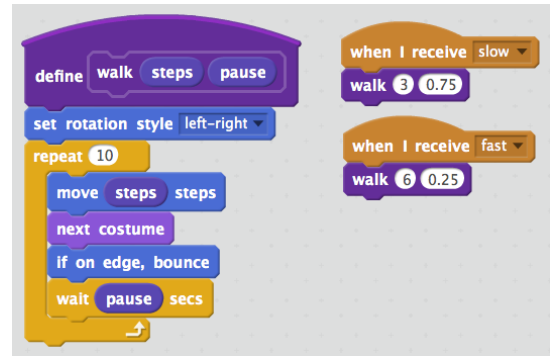 define walk steps pause
set rotation style left-right
repeat 10
move steps steps
next costume
if on edge, bounce
wait pause secs
when I receive slow
walk 3 0.75
when I receive fast
walk 6 0.25